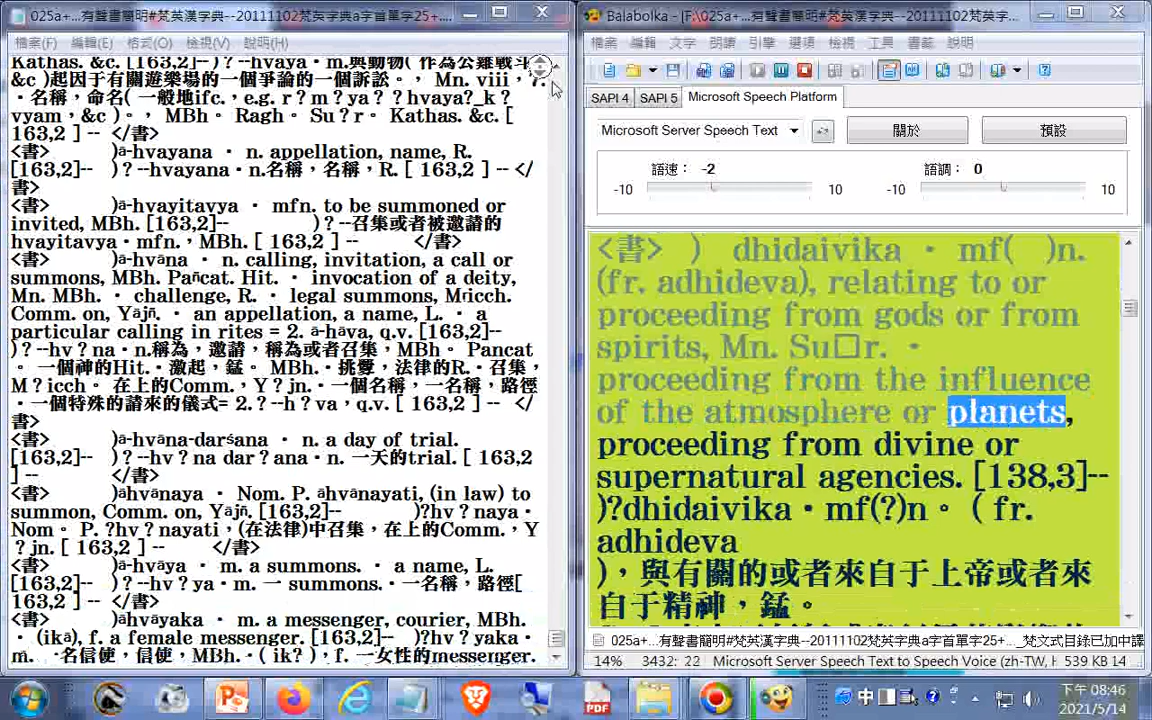 025a+...有聲書簡明#梵英漢字典--20111102梵英字典a字首單字25+...
檔案(F) 編輯(E) 格式(O) 檢視(V) 說明(H)
Kathas. &c. [163,2]-- )?--hvaya・m.與動物( 作為公雞戰斗
&c )起因于有關遊樂場的一個爭論的一個訴訟。, Mn. viii, 7.
・名稱，命名( 一般地ifc.，e.g. r?m?ya??hvaya?_k?
vyam, &c )。, MBh。Ragh。Su?r。Kathas. &c. [
163,2 ] -- </書>
<書> )ā-hvayana ・ n. appellation, name, R.
[163,2]-- )?--hvayana・n.名稱，名稱，R. [ 163,2 ] -- </
書>
<書> )ā-hvayitavya ・ mfn. to be summoned or
invited, MBh. [163,2]-- )?--召集或者被邀請的
hvayitavya・mfn.，MBh. [ 163,2 ] -- </書>
<書> )ā-hvāna ・ n. calling, invitation, a call or
summons, MBh. Pañcat. Hit. ・ invocation of a deity,
Mn. MBh. ・ challenge, R. ・ legal summons, Mṛicch.
Comm. on, Yājñ. ・ an appellation, a name, L. ・ a
particular calling in rites = 2. ā-hāva, q.v. [163,2]--
)?--hv?na・n.稱為，邀請，稱為或者召集，MBh。Pancat
。一個神的Hit.・激起，錳。MBh.・挑釁，法律的R.・召集，
M?icch。在上的Comm.，Y?jn.・一個名稱，一名稱，路徑
・一個特殊的請來的儀式= 2.?--h?va，q.v. [ 163,2 ] -- </
書>
<書> )ā-hvāna-darśana ・ n. a day of trial.
[163,2]-- )?--hv?na dar?ana・n. 一天的trial. [ 163,2
] -- </書>
<書> )āhvānaya ・ Nom. P. āhvānayati, (in law) to
summon, Comm. on, Yājñ. [163,2]-- )?hv?naya・
Nom。P. ?hv?nayati，(在法律)中召集，在上的Comm.，Y
?jn. [ 163,2 ] -- </書>
<書> )ā-hvāya ・ m. a summons. ・ a name, L.
[163,2]-- )?--hv?ya・m. 一 summons.・一名稱，路徑[
163,2 ] -- </書>
<書> )āhvāyaka ・ m. a messenger, courier, MBh.
・ (ikā), f. a female messenger. [163,2]-- )?hv?yaka・
m. 一名信使，信使，MBh.・( ik? )，f. 一女性的messenger.
Balabolka - [F:\025a+...有聲書簡明#梵英漢字典--20111102梵英字...
檔案 編輯 文字 朗讀 引擎 選項 檢視 工具 書籤 說明
SAPI 4 SAPI 5 Microsoft Speech Platform
Microsoft Server Speech Text 關於 預設
語速： -2 語調： 0
-10 10 -10 10
<書> ) dhidaivika ・ mf( )n.
(fr. adhideva), relating to or
proceeding from gods or from
spirits, Mn. Su□r. ・
proceeding from the influence
of the atmosphere or planets,
proceeding from divine or
supernatural agencies. [138,3]--
)?dhidaivika・mf(?)n。( fr.
adhideva
)，與有關的或者來自于上帝或者來
自于精神，錳。
025a+...有聲書簡明#梵英漢字典--20111102梵英字典a字首單字25+..._梵文式目錄已加中譯
14% 3432: 22 Microsoft Server Speech Text to Speech Voice (zh-TW, H 539 KB 14
中
下午 08:46
2021/5/14